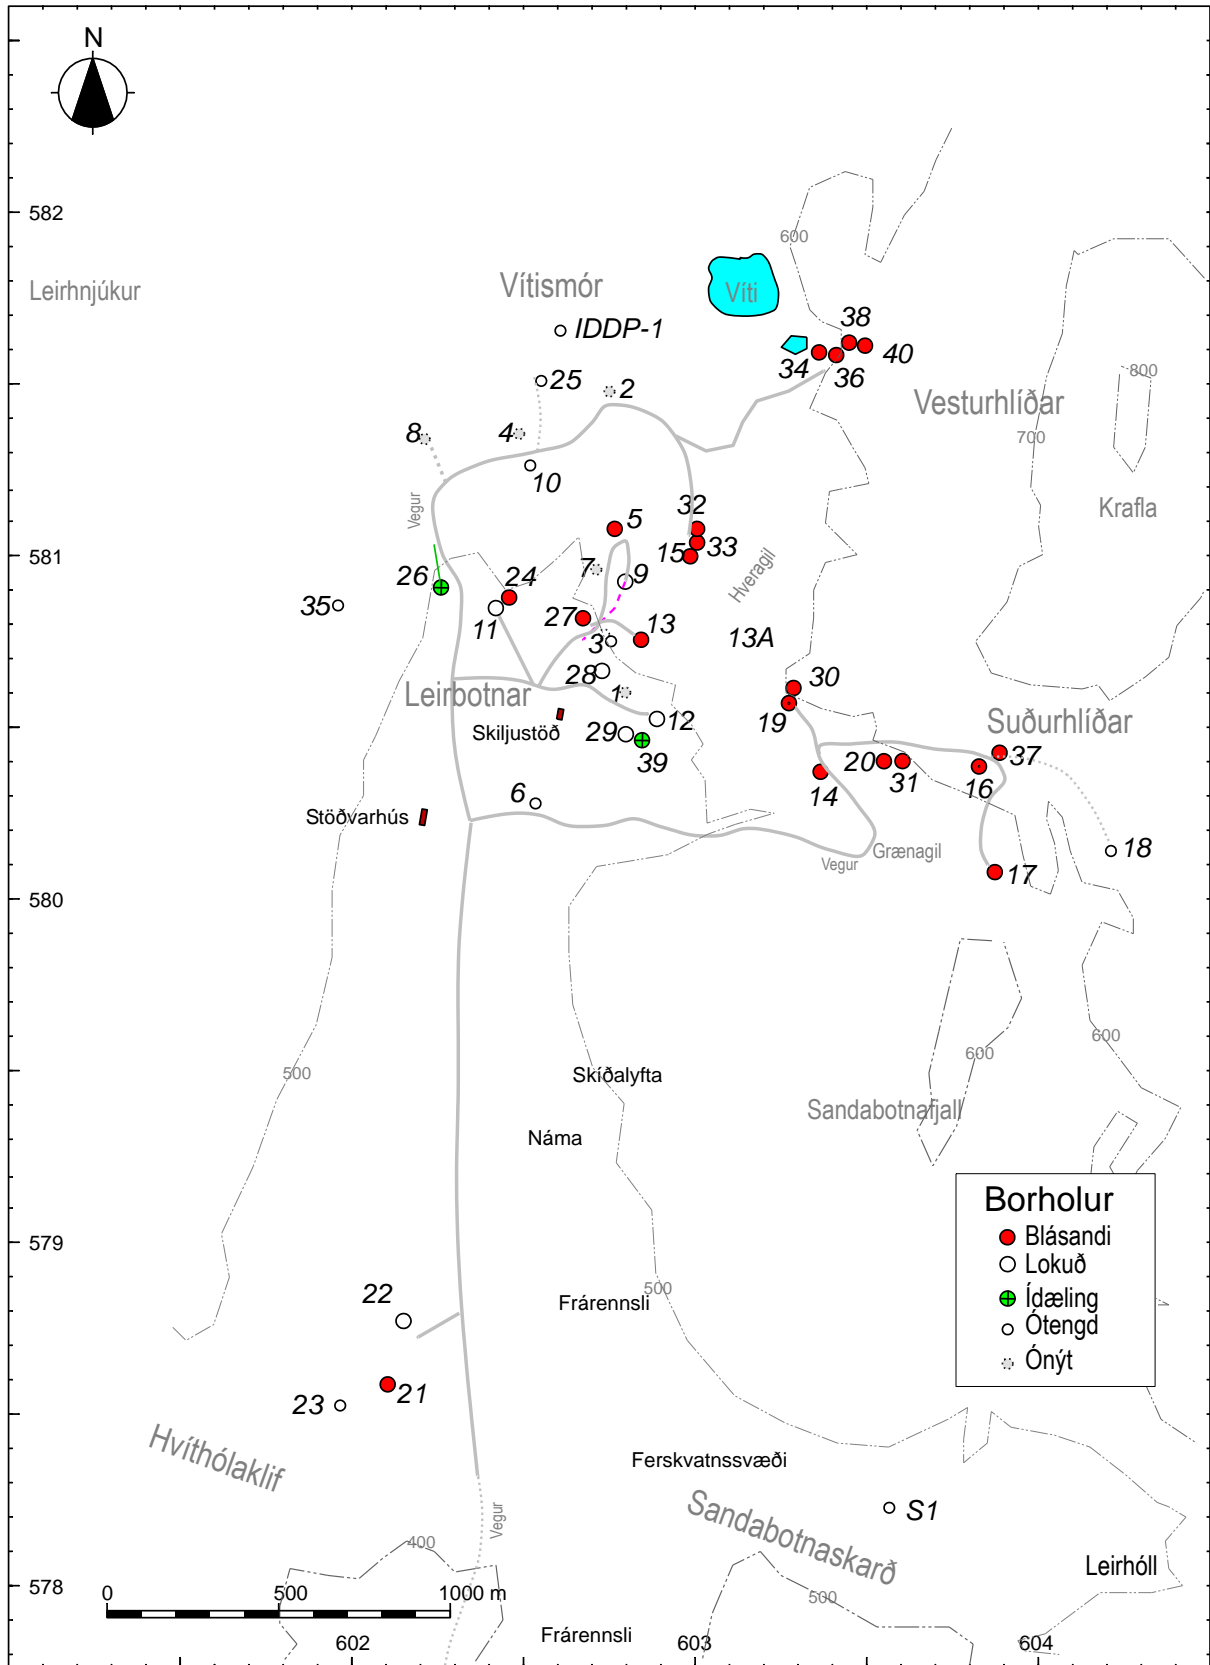 N
582
600
Leirhnjúkur
Vítismór
Víti
IDDP-1
38
34
36
40
25
2
800
Vesturhlíðar
8
4
700
10
Krafla
Vegur
5
32
581
15
33
7
9
Hveragil
26
24
35
11
27
13
3
13A
28
30
Leirbotnar
1
19
Suðurhlíðar
12
Skiljustöð
29
39
20
31
16
37
14
6
Stöðvarhús
Vegur
Grænagil
18
17
580
600
600
500
Skíðalyfta
Sandabotnafjall
Náma
Borholur
Blásandi
Lokuð
Ídæling
Ótengd
Ónýt
579
500
22
Frárennsli
21
23
Hvíthólaklif
Ferskvatnssvæði
Vegur
S1
Sandabotnaskarð
400
Leirhóll
578
0
500
1000 m
500
Frárennsli
602
603
604